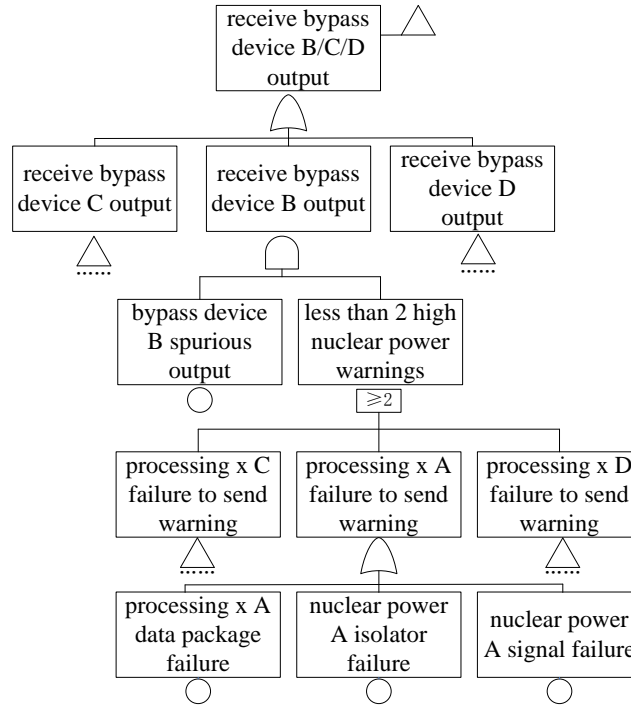 receive bypass
device B/C/D
output
receive bypass
device C output
receive bypass
device B output
receive bypass
device D
output
......
......
bypass device
B spurious
output
less than 2 high
nuclear power
warnings
≥2
processing x C
failure to send
warning
processing x A
failure to send
warning
processing x D
failure to send
warning
......
......
processing x A
data package
failure
nuclear power
A isolator
failure
nuclear power
A signal failure